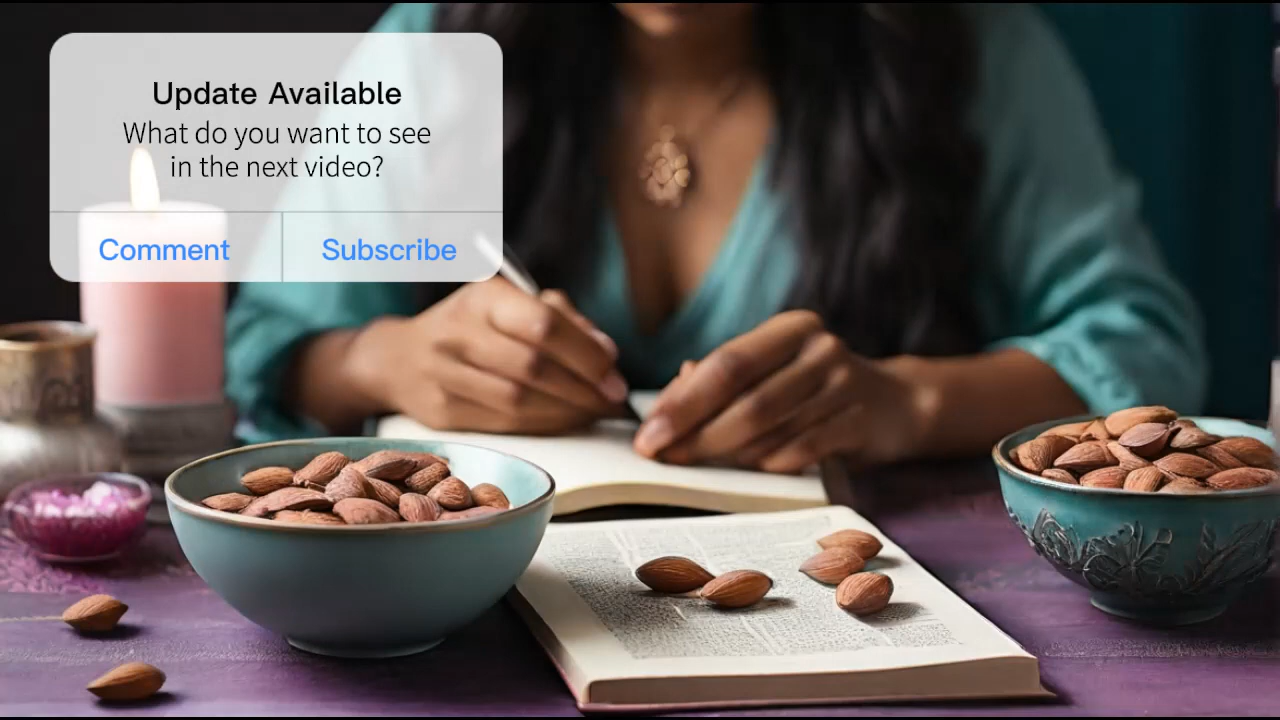 Update Available
What do you want to see
in the next video?
Comment
Subscribe